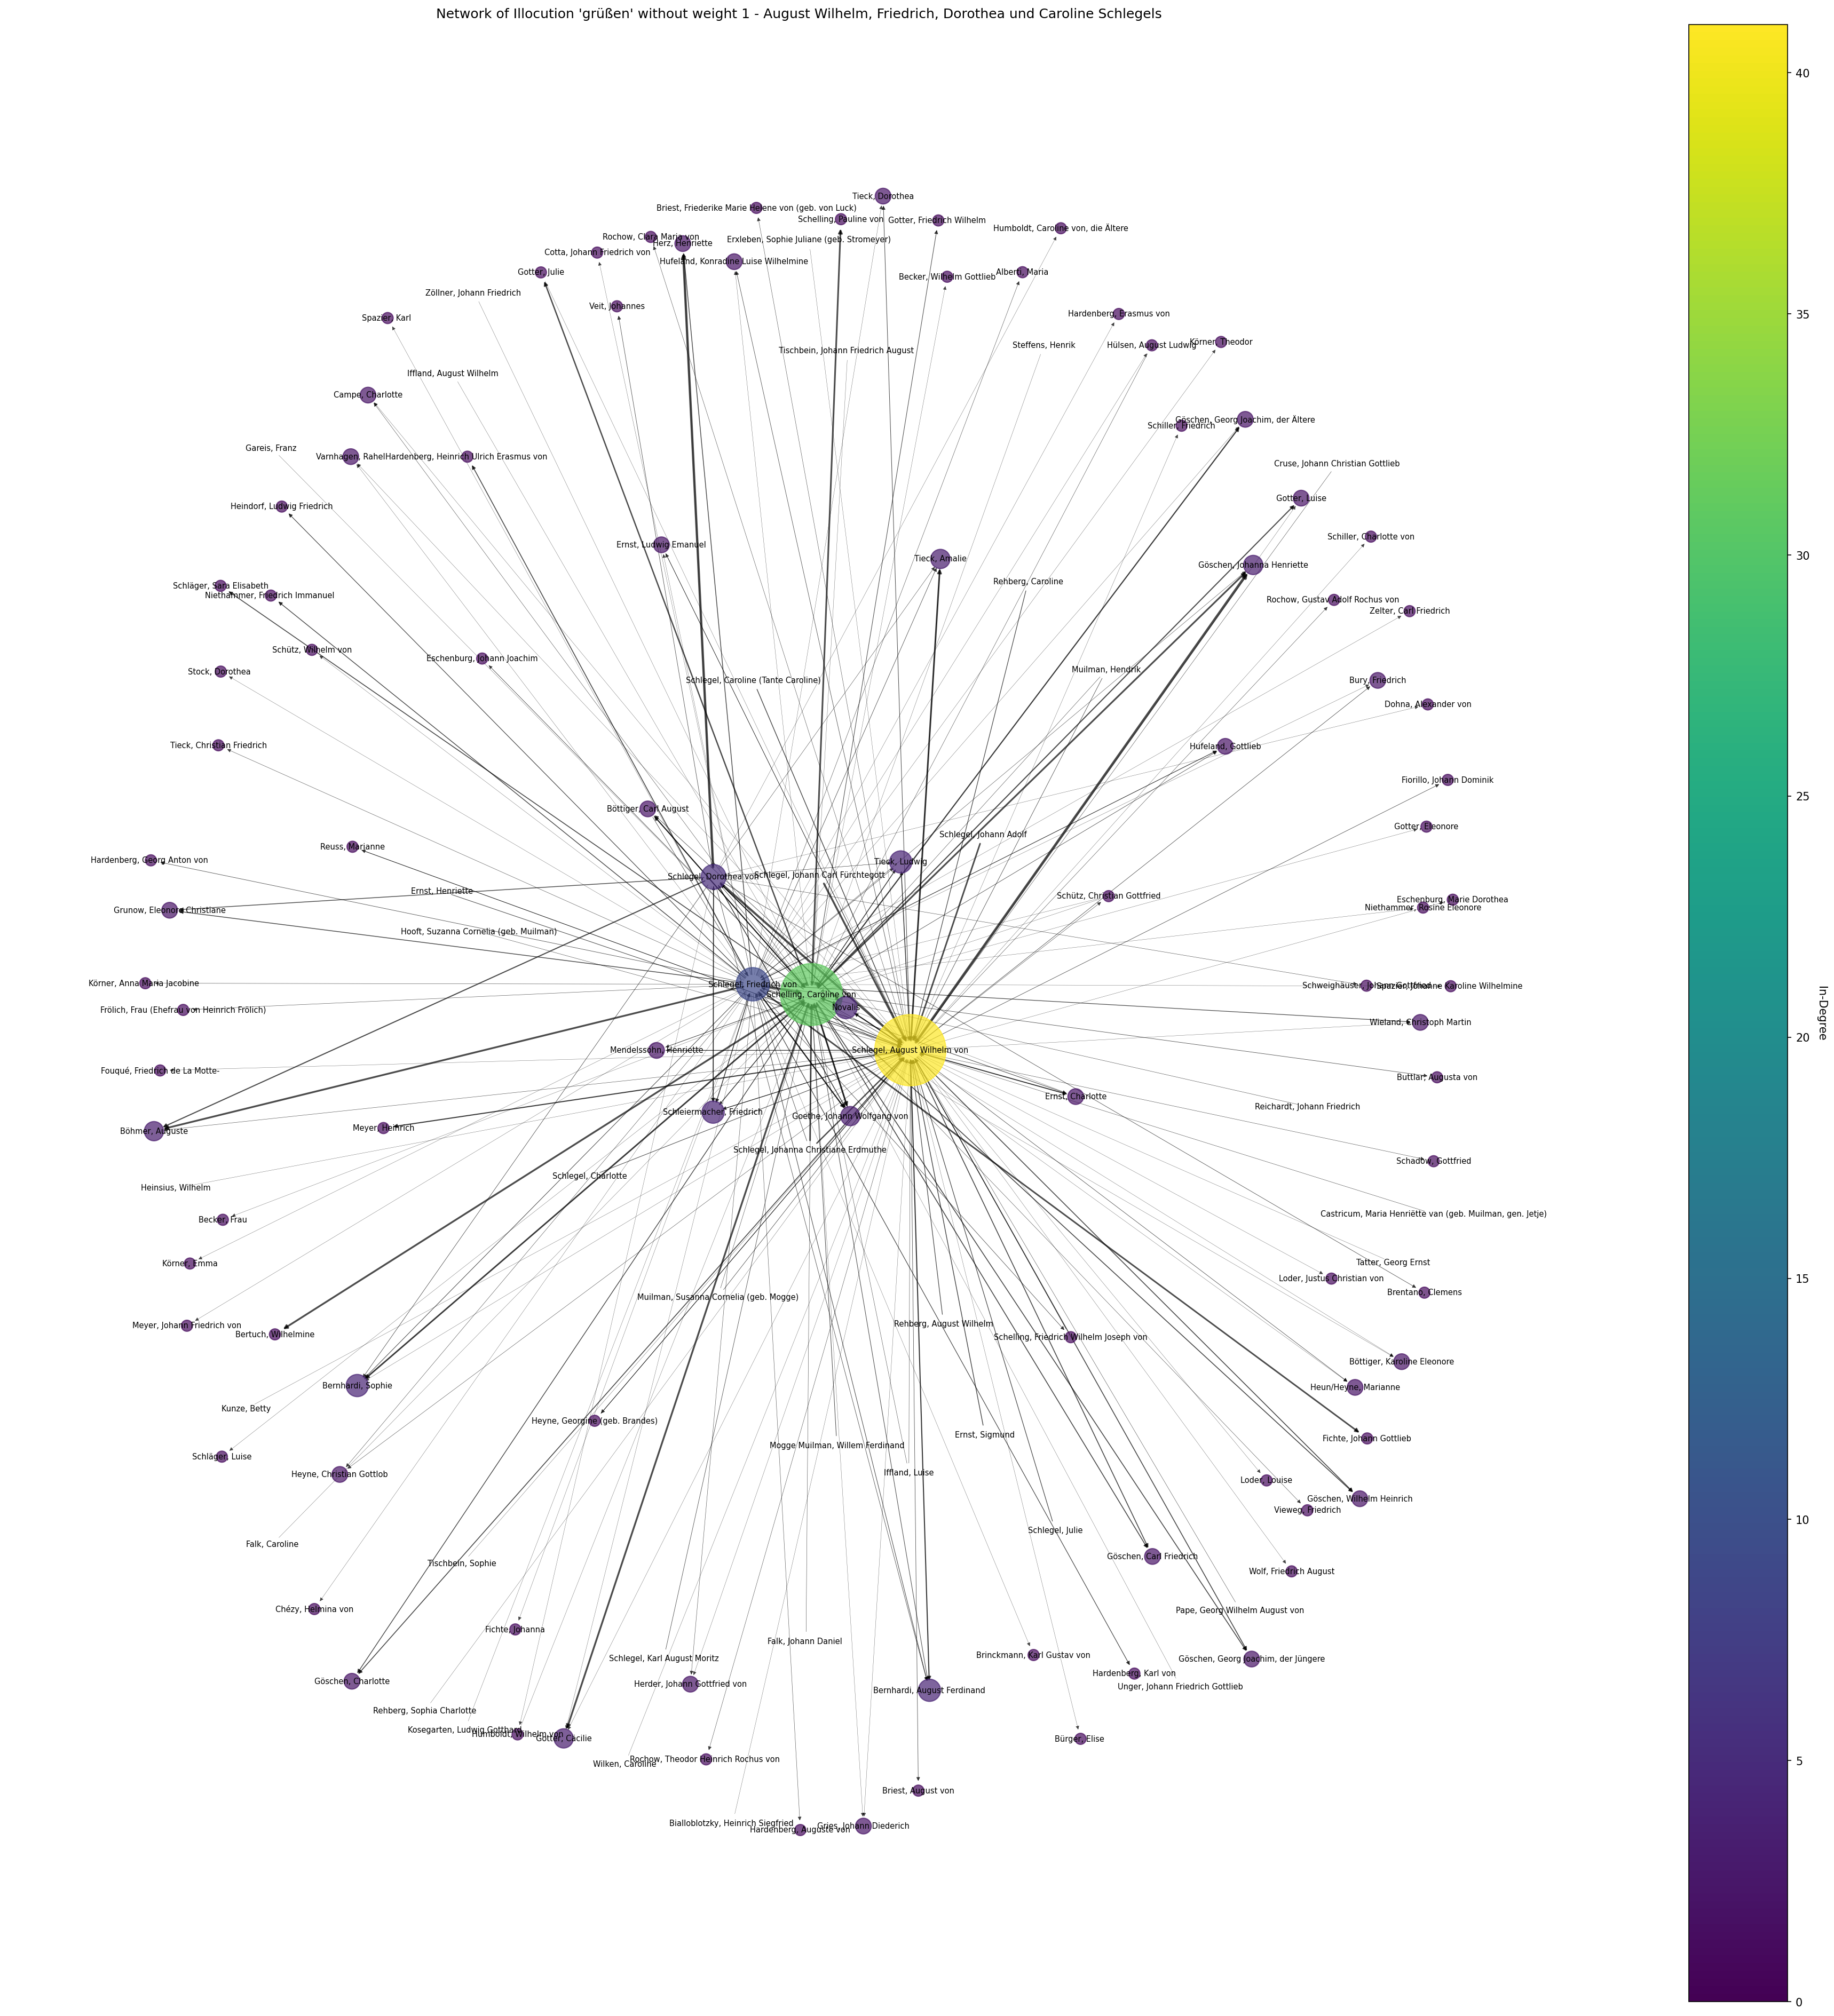 Network of Illocution 'grüßen' without weight 1 - August Wilhelm, Friedrich, Dorothea und Caroline Schlegels
Tieck, Dorothea
Briest, Friederike Marie Helene von (geb. von Luck)
Schelling, Pauline von
Gotter, Friedrich Wilhelm
Humboldt, Caroline von, die Ältere
Rochow, Clara Maria von
Herz, Henriette
Erxleben, Sophie Juliane (geb. Stromeyer)
Cotta, Johann Friedrich von
Hufeland, Konradine Luise Wilhelmine
Gotter, Julie
Becker, Wilhelm Gottlieb
Alberti, Maria
Zöllner, Johann Friedrich
Veit, Johannes
Hardenberg, Erasmus von
Spazier, Karl
Steffens, Henrik
Hülsen, August Ludwig
Körner, Theodor
Tischbein, Johann Friedrich August
Iffland, August Wilhelm
Campe, Charlotte
Göschen, Georg Joachim, der Ältere
Schiller, Friedrich
Gareis, Franz
Varnhagen, Rahel
Hardenberg, Heinrich Ulrich Erasmus von
Cruse, Johann Christian Gottlieb
Gotter, Luise
Heindorf, Ludwig Friedrich
Schiller, Charlotte von
Ernst, Ludwig Emanuel
Tieck, Amalie
Göschen, Johanna Henriette
Schläger, Sara Elisabeth
Rehberg, Caroline
Niethammer, Friedrich Immanuel
Rochow, Gustav Adolf Rochus von
Zelter, Carl Friedrich
Schütz, Wilhelm von
Eschenburg, Johann Joachim
Stock, Dorothea
Muilman, Hendrik
Schlegel, Caroline (Tante Caroline)
Bury, Friedrich
Dohna, Alexander von
Tieck, Christian Friedrich
Hufeland, Gottlieb
Fiorillo, Johann Dominik
Böttiger, Carl August
Gotter, Eleonore
Schlegel, Johann Adolf
Reuss, Marianne
Hardenberg, Georg Anton von
Tieck, Ludwig
Schlegel, Dorothea von
Schlegel, Johann Carl Fürchtegott
Ernst, Henriette
Schütz, Christian Gottfried
Eschenburg, Marie Dorothea
Niethammer, Rosine Eleonore
Grunow, Eleonore Christiane
Hooft, Suzanna Cornelia (geb. Muilman)
Körner, Anna Maria Jacobine
Schlegel, Friedrich von
Schweighäuser, Johann Gottfried
Spazier, Johanne Karoline Wilhelmine
Schelling, Caroline von
Novalis
Frölich, Frau (Ehefrau von Heinrich Frölich)
Wieland, Christoph Martin
Mendelssohn, Henriette
Schlegel, August Wilhelm von
Fouqué, Friedrich de La Motte-
Buttlar, Augusta von
Ernst, Charlotte
Reichardt, Johann Friedrich
Schleiermacher, Friedrich
Goethe, Johann Wolfgang von
Böhmer, Auguste
Meyer, Heinrich
Schlegel, Johanna Christiane Erdmuthe
Schadow, Gottfried
Schlegel, Charlotte
Heinsius, Wilhelm
Castricum, Maria Henriëtte van (geb. Muilman, gen. Jetje)
Becker, Frau
Körner, Emma
Tatter, Georg Ernst
Loder, Justus Christian von
Brentano, Clemens
Muilman, Susanna Cornelia (geb. Mogge)
Meyer, Johann Friedrich von
Rehberg, August Wilhelm
Bertuch, Wilhelmine
Schelling, Friedrich Wilhelm Joseph von
Böttiger, Karoline Eleonore
Bernhardi, Sophie
Heun/Heyne, Marianne
Kunze, Betty
Heyne, Georgine (geb. Brandes)
Ernst, Sigmund
Fichte, Johann Gottlieb
Mogge Muilman, Willem Ferdinand
Schläger, Luise
Heyne, Christian Gottlob
Iffland, Luise
Loder, Louise
Göschen, Wilhelm Heinrich
Vieweg, Friedrich
Schlegel, Julie
Falk, Caroline
Göschen, Carl Friedrich
Tischbein, Sophie
Wolf, Friedrich August
Chézy, Helmina von
Pape, Georg Wilhelm August von
Fichte, Johanna
Falk, Johann Daniel
Brinckmann, Karl Gustav von
Schlegel, Karl August Moritz
Göschen, Georg Joachim, der Jüngere
Hardenberg, Karl von
Göschen, Charlotte
Herder, Johann Gottfried von
Unger, Johann Friedrich Gottlieb
Bernhardi, August Ferdinand
Rehberg, Sophia Charlotte
Kosegarten, Ludwig Gotthard
Humboldt, Wilhelm von
Gotter, Cäcilie
Bürger, Elise
Rochow, Theodor Heinrich Rochus von
Wilken, Caroline
Briest, August von
Bialloblotzky, Heinrich Siegfried
Hardenberg, Auguste von
Gries, Johann Diederich
40
35
30
25
20
15
10
5
0
In-Degree